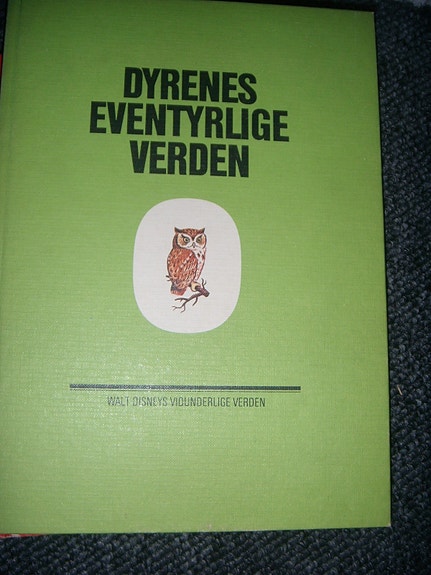 DYRENES
EVENTYRLIGE
VERDEN
WALT DISNEYS VIDUNDERLIGE VERDEN